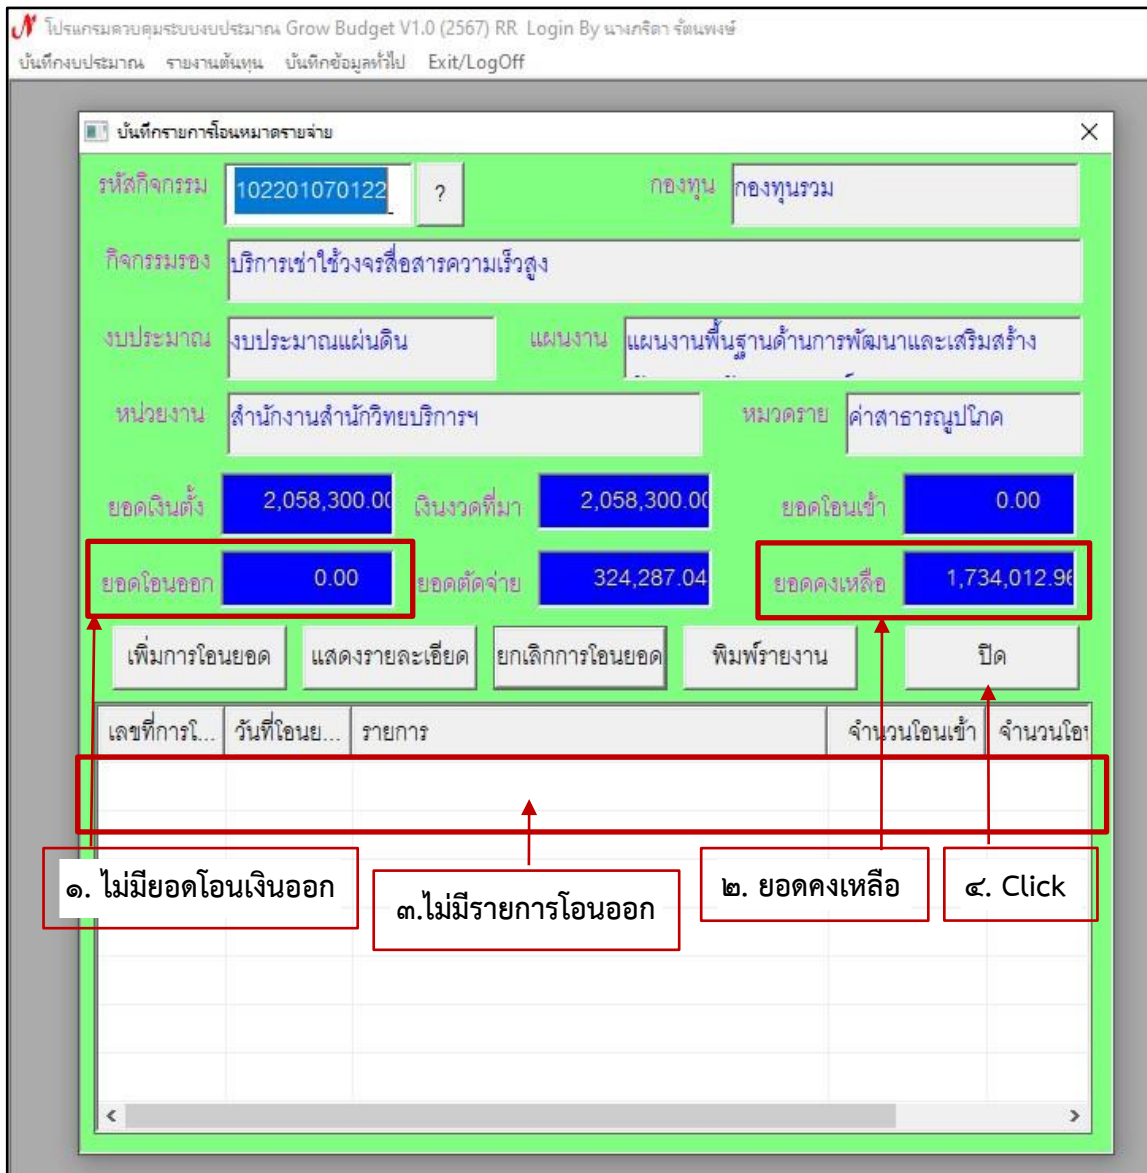 โปรแกรมควบคุมระบบงบประมาณ Grow Budget V1.0 (2567) RR Login By นางภริดา รัตนพงษ์
บันทึกงบประมาณ รายงานต้นทุน บันทึกข้อมูลทั่วไป Exit/LogOff
บันทึกรายการโอนหมาดรายจ่าย
รหัสกิจกรรม 102201070122 ? กองทุน กองทุนรวม
กิจกรรมรอง บริการเช่าใช้วงจรสื่อสารความเร็วสูง
งบประมาณ งบประมาณแผ่นดิน แผนงาน แผนงานพื้นฐานด้านการพัฒนาและเสริมสร้าง
หน่วยงาน สำนักงานสำนักวิทยบริการฯ หมวดราย ค่าสาธารณูปโภค
ยอดเงินตั้ง 2,058,300.00 เงินงวดที่มา 2,058,300.00 ยอดโอนเข้า 0.00
ยอดโอนออก 0.00 ยอดตัดจ่าย 324,287.04 ยอดคงเหลือ 1,734,012.96
เพิ่มการโอนยอด แสดงรายละเอียด ยกเลิกการโอนยอด พิมพ์รายงาน ปิด
เลขที่การโ... วันที่โอนย... รายการ จำนวนโอนเข้า จำนวนโอน
๑. ไม่มียอดโอนเงินออก ๓.ไม่มีรายการโอนออก ๒. ยอดคงเหลือ ๔. Click